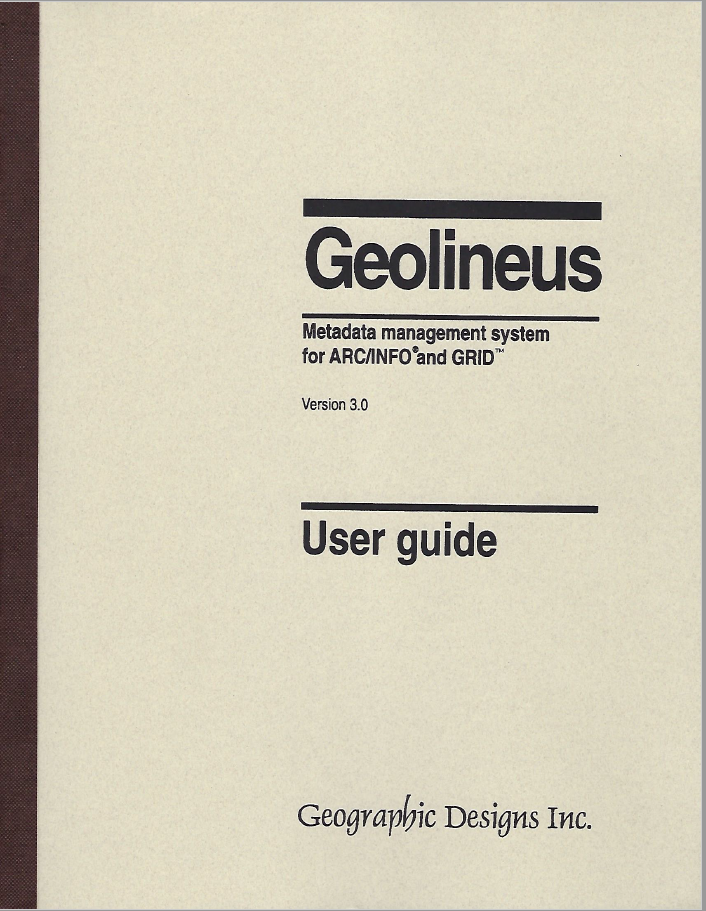 Geolineus
Metadata management system
for ARC/INFO® and GRID™
Version 3.0
User guide
Geographic Designs Inc.